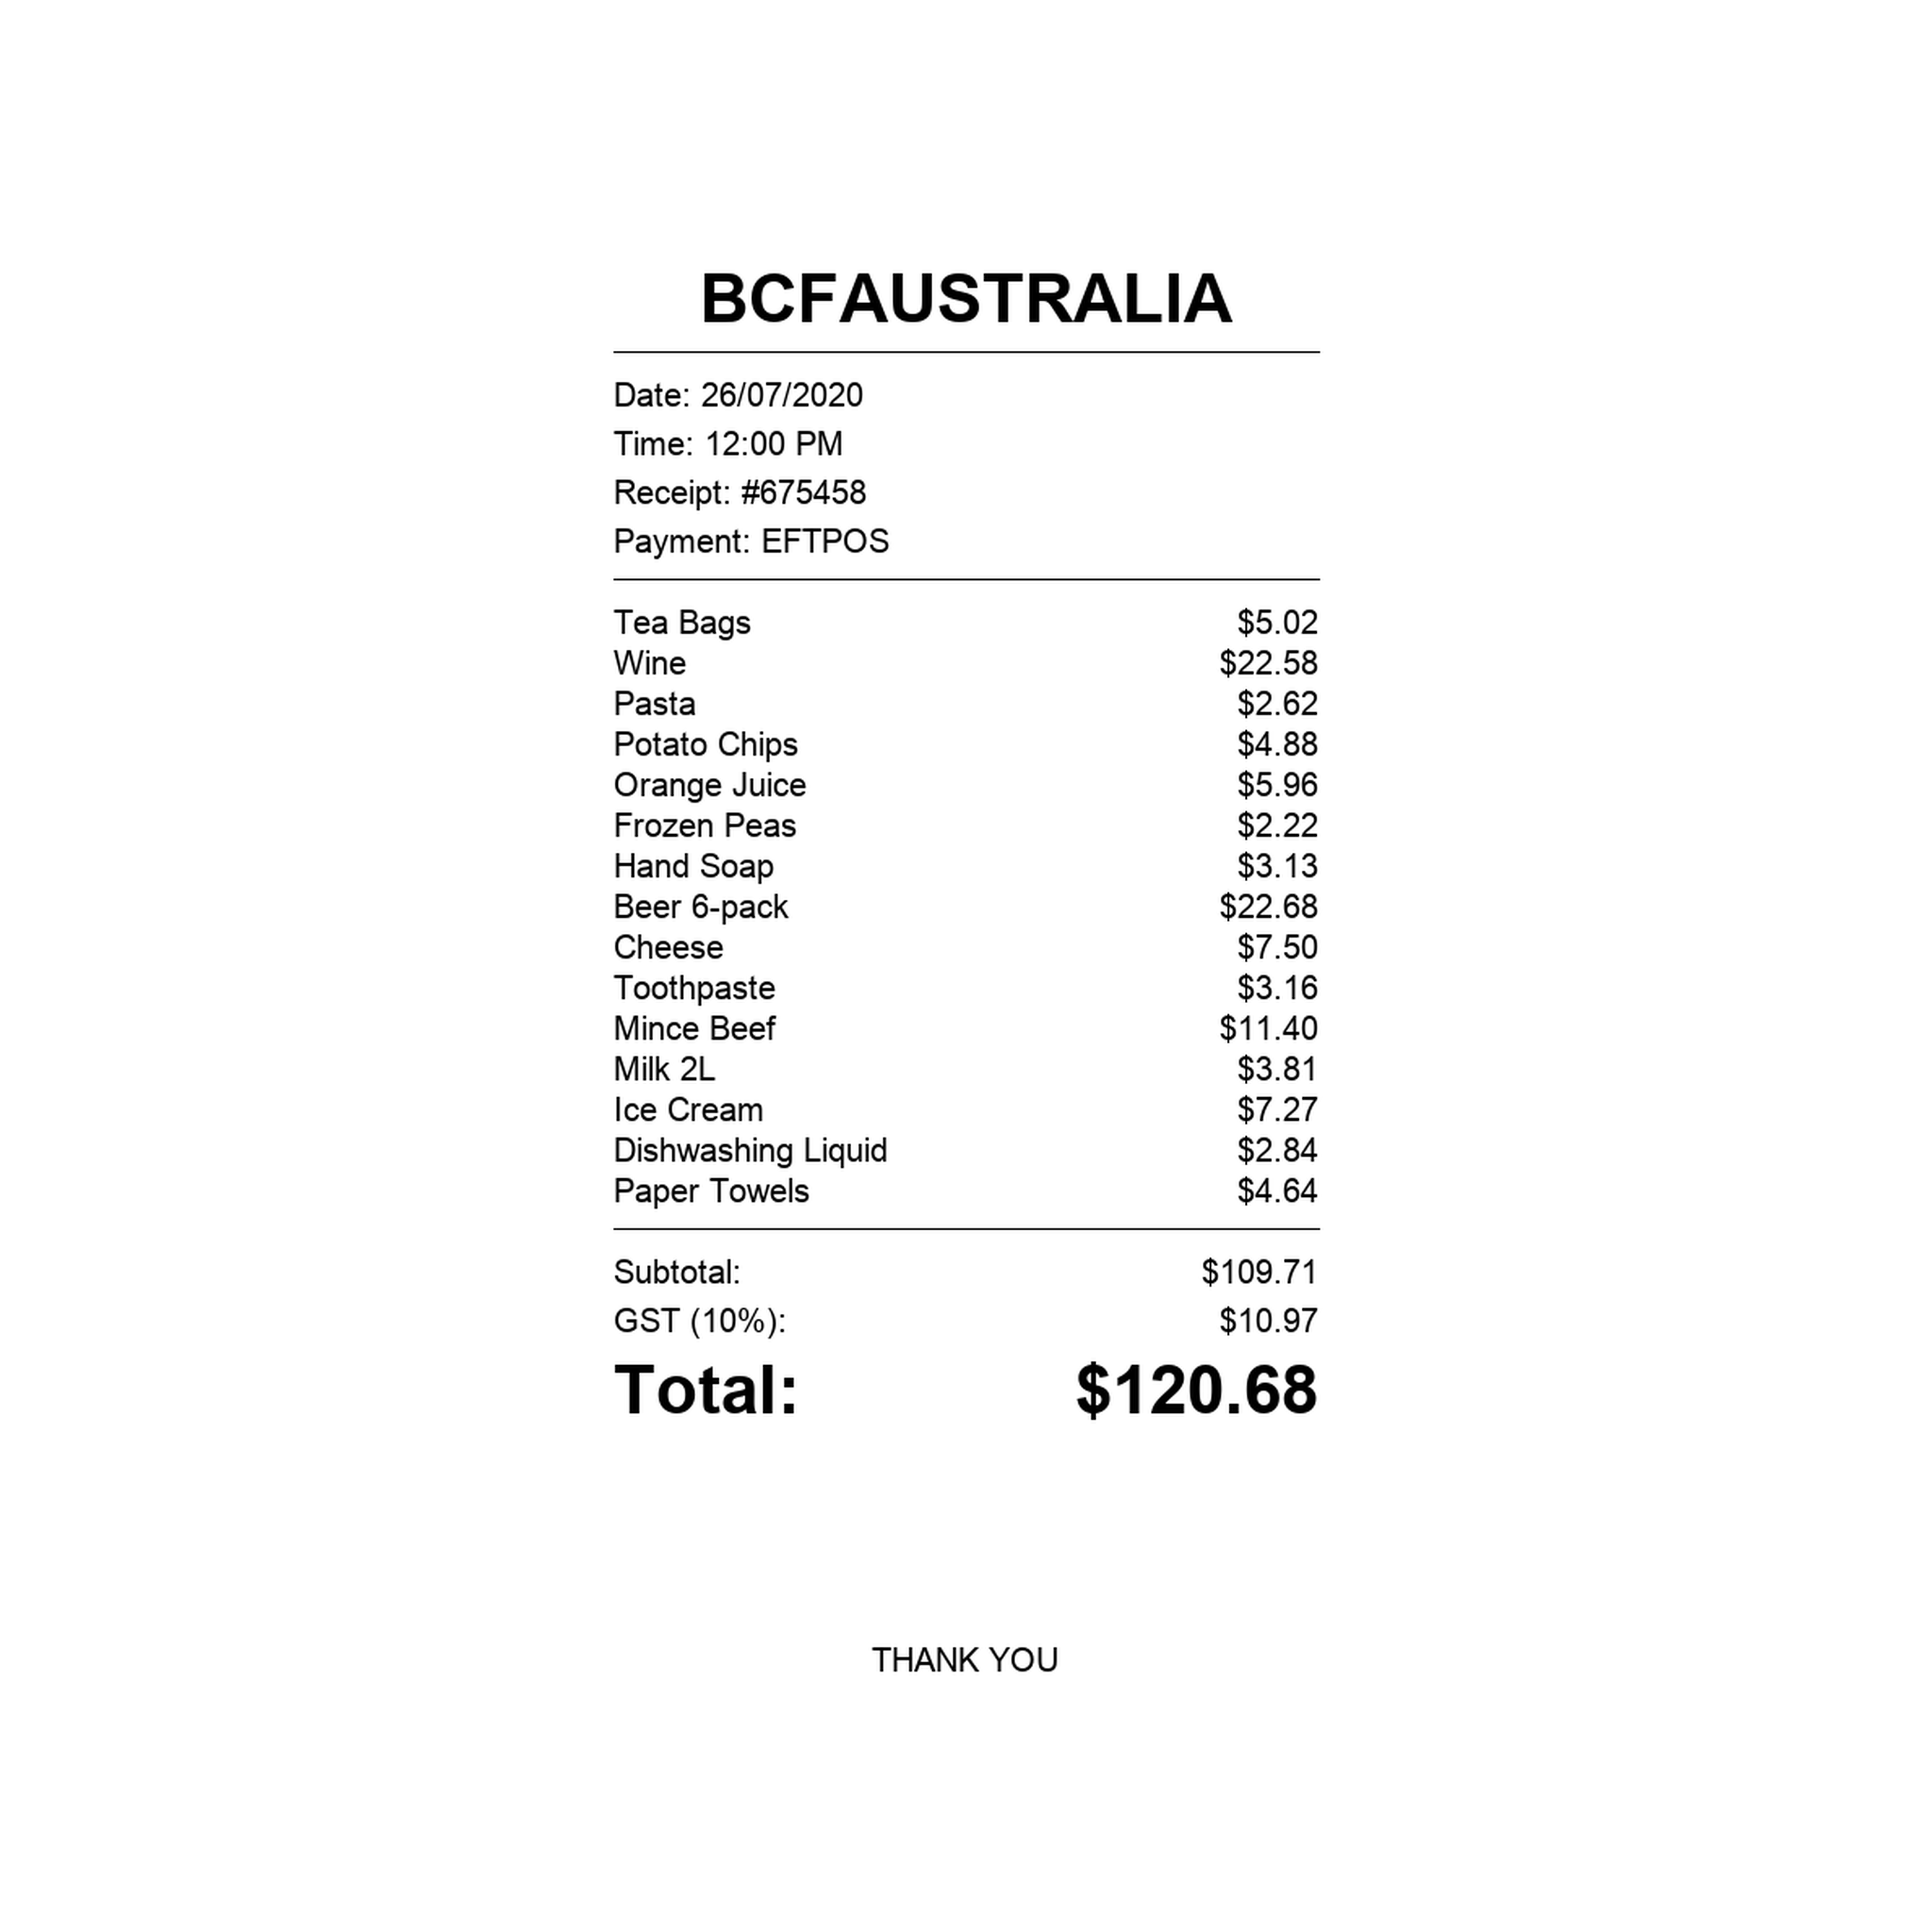 BCFAUSTRALIA
Date: 26/07/2020
Time: 12:00 PM
Receipt: #675458
Payment: EFTPOS
Tea Bags $5.02
Wine $22.58
Pasta $2.62
Potato Chips $4.88
Orange Juice $5.96
Frozen Peas $2.22
Hand Soap $3.13
Beer 6-pack $22.68
Cheese $7.50
Toothpaste $3.16
Mince Beef $11.40
Milk 2L $3.81
Ice Cream $7.27
Dishwashing Liquid $2.84
Paper Towels $4.64
Subtotal: $109.71
GST (10%): $10.97
Total: $120.68
THANK YOU